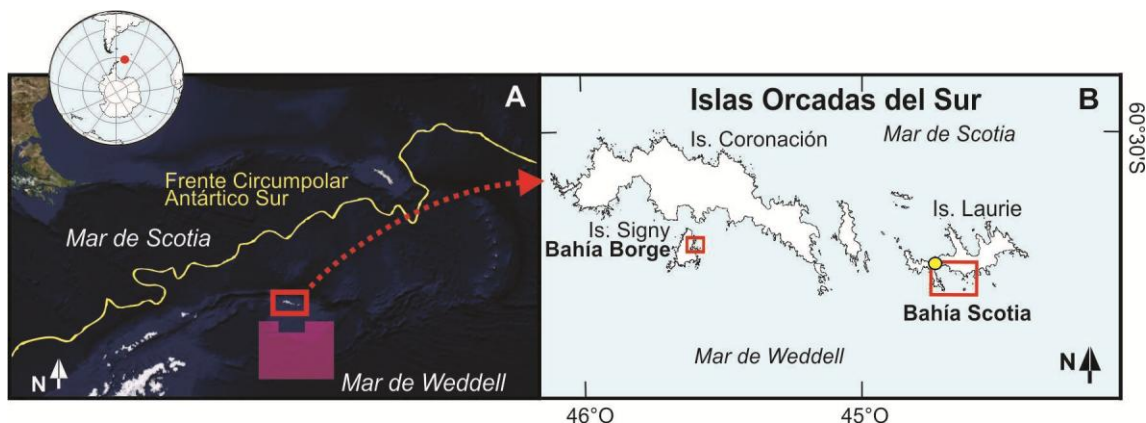 A
Frente Circumpolar
Antártico Sur
Mar de Scotia
Mar de Weddell
N
Islas Orcadas del Sur
B
Mar de Scotia
Is. Coronación
Is. Signy
Bahía Borge
Is. Laurie
Bahía Scotia
Mar de Weddell
N
60°30S
46°O
45°O